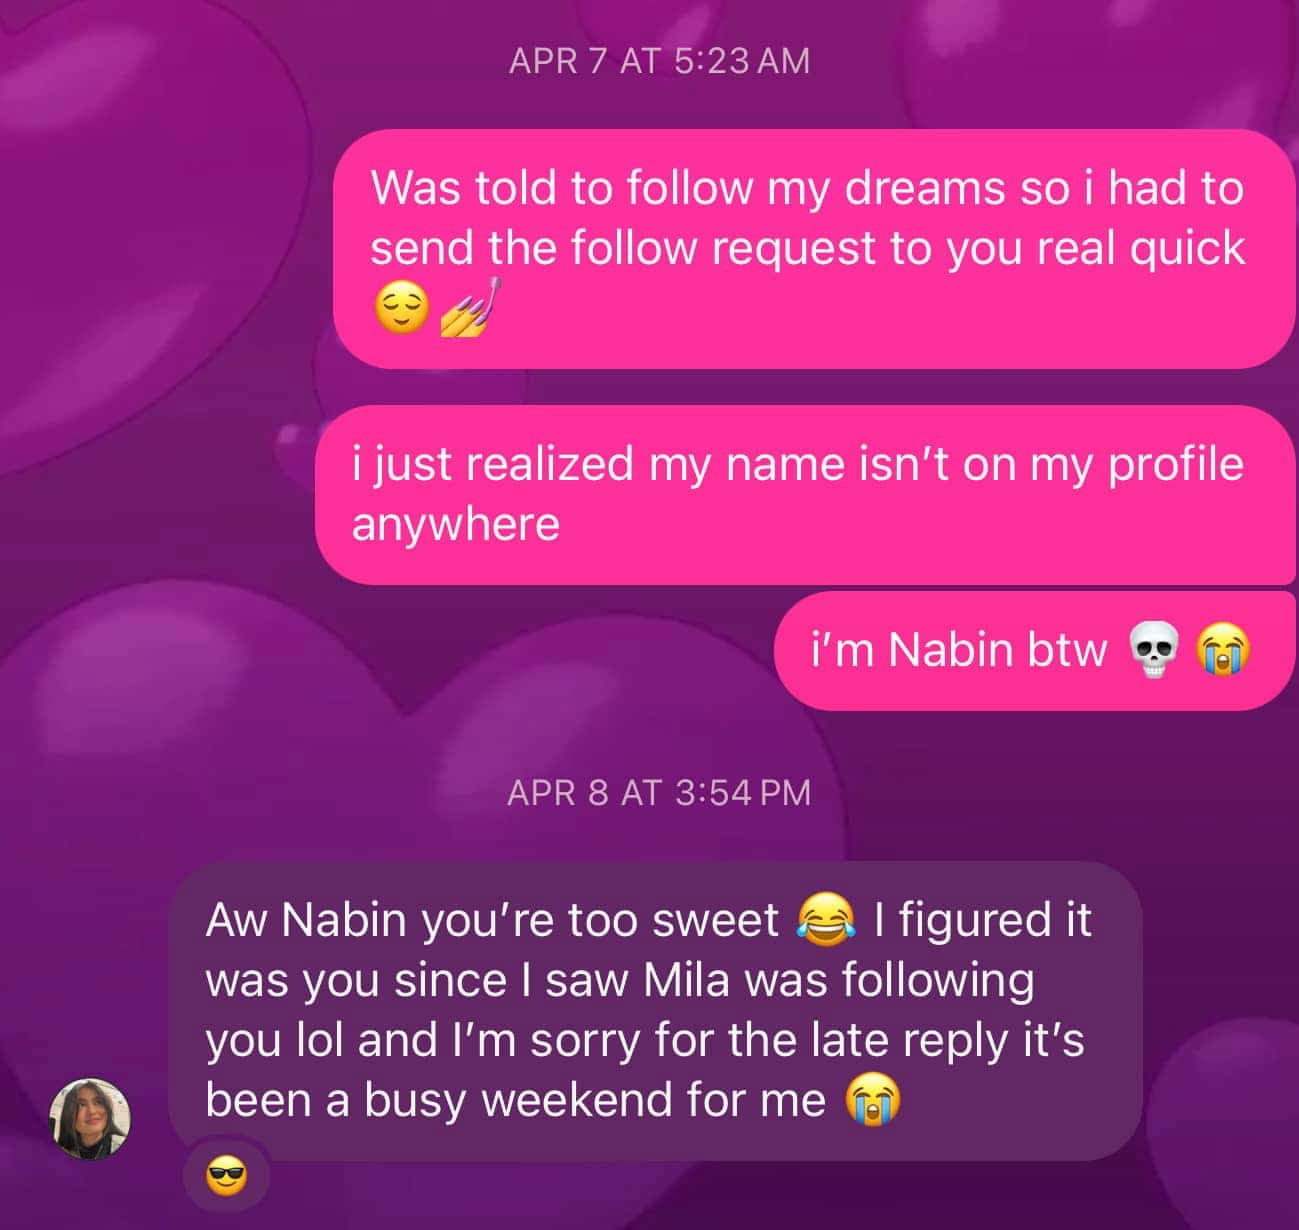 APR 7 AT 5:23 AM
Was told to follow my dreams so i had to
send the follow request to you real quick
😌 💅
i just realized my name isn’t on my profile
anywhere
i’m Nabin btw 💀 😭
APR 8 AT 3:54 PM
Aw Nabin you’re too sweet 😂 I figured it
was you since I saw Mila was following
you lol and I’m sorry for the late reply it’s
been a busy weekend for me 😭
😎